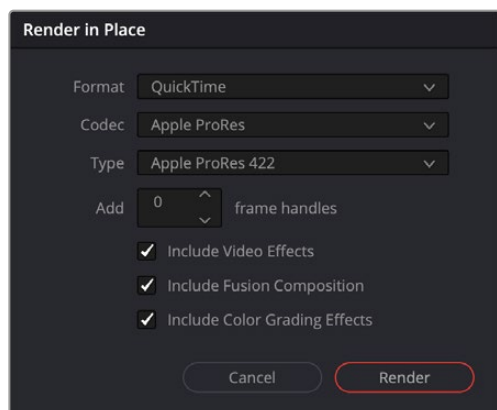 Render in Place
Format QuickTime
Codec Apple ProRes
Type Apple ProRes 422
Add 0 frame handles
Include Video Effects
Include Fusion Composition
Include Color Grading Effects
Cancel Render